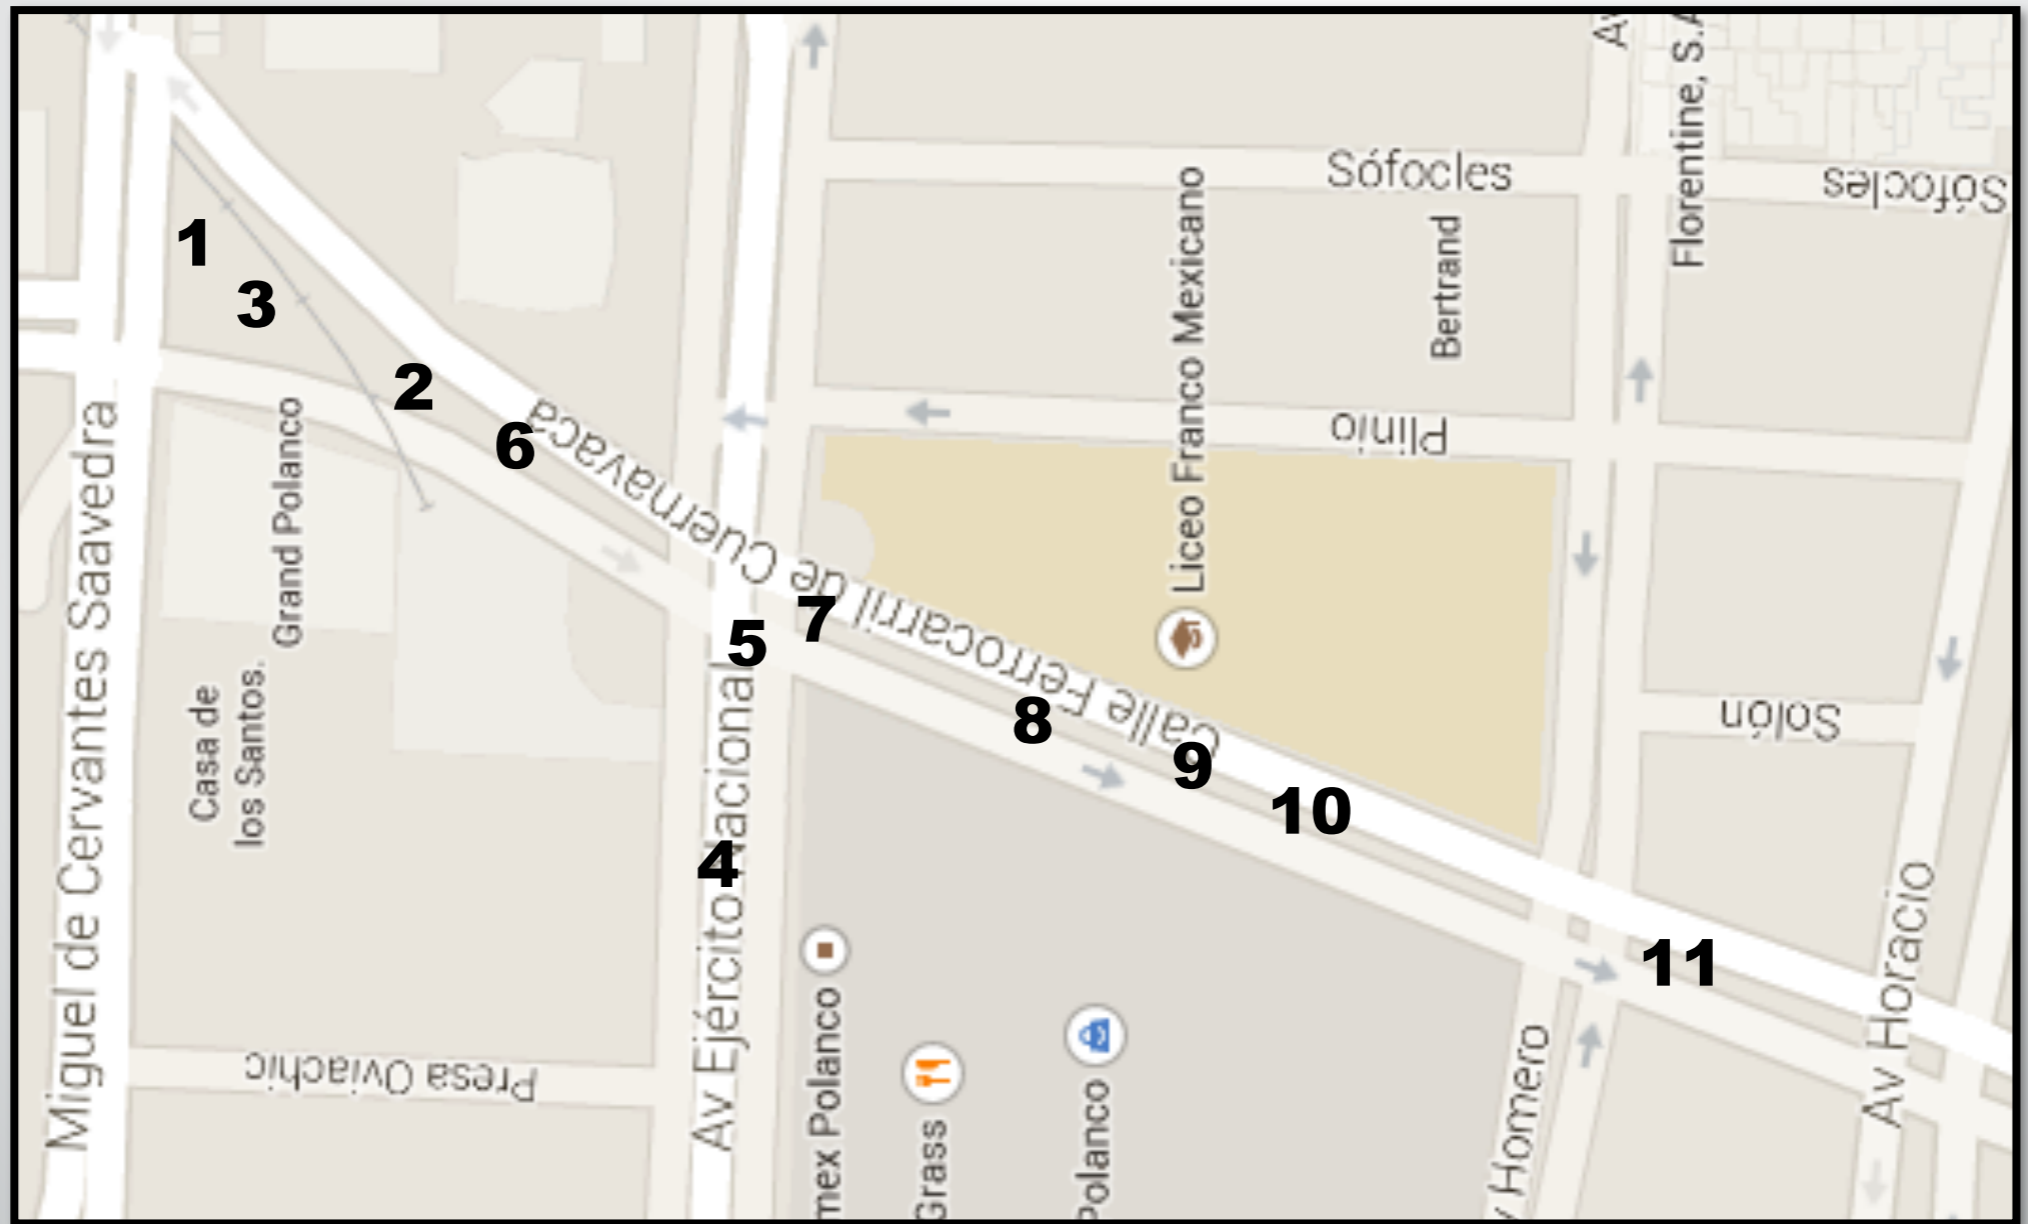 Av
Florentine, S.A
Sófocles
Sófocles
Bertrand
Liceo Franco Mexicano
Plinio
1
3
2
6
Grand Polanco
Miguel de Cervantes Saavedra
Calle Ferrocarril de Cuernavaca
7
5
8
9
10
11
4
Casa de
los Santos.
Av Ejército Nacional
Solón
Av Horacio
Presa Oviachic
mex Polanco
Grass
Polanco
Homero